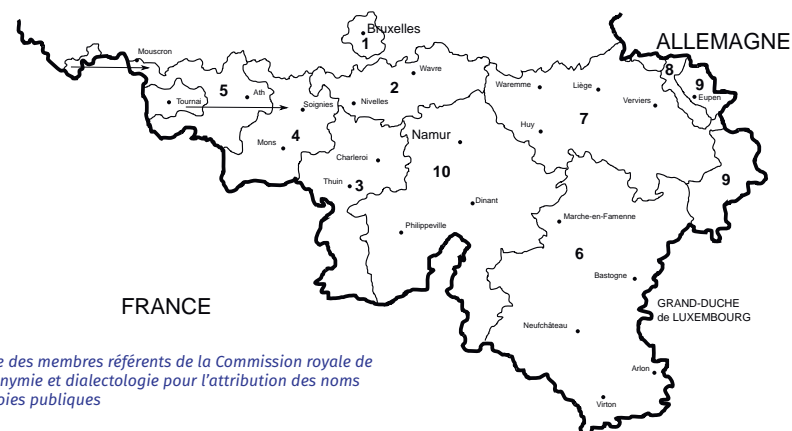 Bruxelles
1
ALLEMAGNE
Mouscron
Wavre
2
8
9
Waremme
Liège
Eupen
5
Ath
Tournai
Soignies
Nivelles
Verviers
4
7
Huy
Mons
Namur
Charleroi
10
Thuin
3
9
Dinant
Marche-en-Famenne
Philippeville
6
Bastogne
FRANCE
GRAND-DUCHE
de LUXEMBOURG
Neufchâteau
des membres référents de la Commission royale de
et dialectologie pour l'attribution des noms
publiques
Arlon
Virton